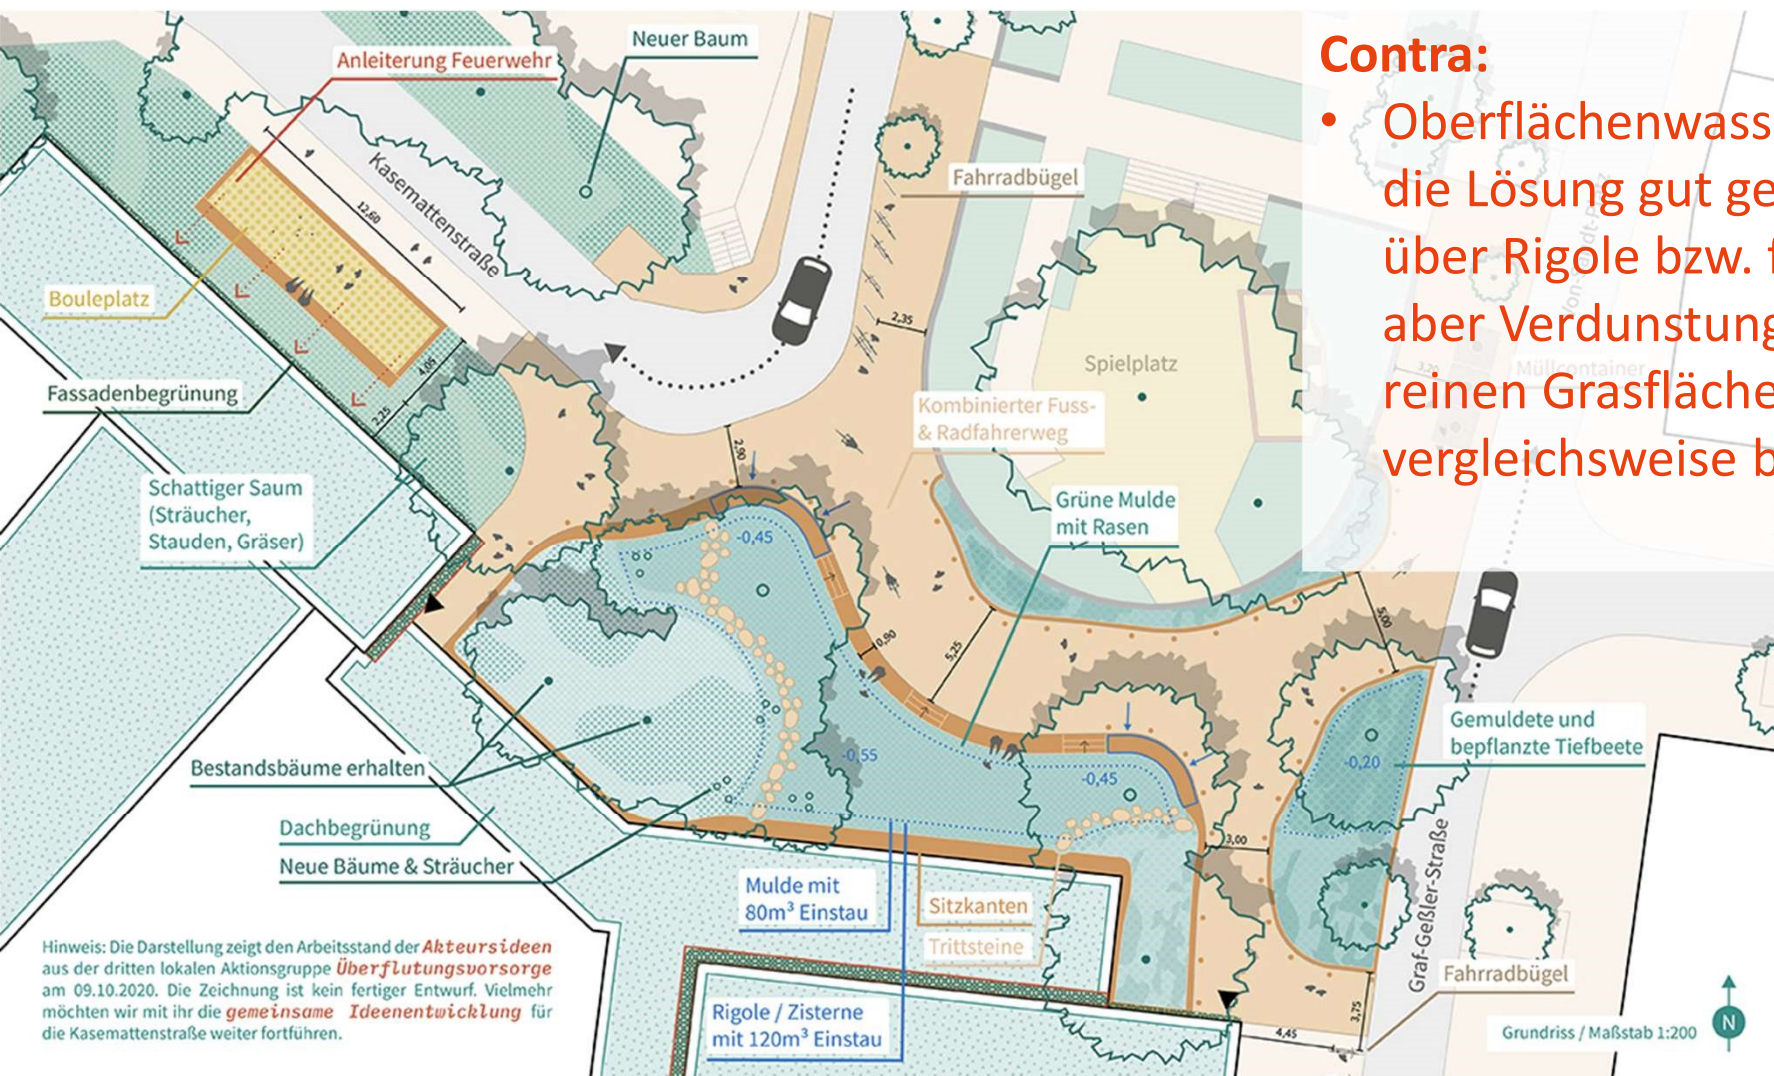 Contra:
• Oberflächenwass
die Lösung gut ge
über Rigole bzw. f
aber Verdunstung
reinen Grasfläche
vergleichsweise b
Neuer Baum
Anleiterung Feuerwehr
Kasemattenstraße
12,60
Fahrradbügel
Bouleplatz
2,35
Spielplatz
Müllcontainer
4,05
Fassadenbegrünung
2,25
Kombinierter Fuss-
& Radfahrerweg
2,90
Schattiger Saum
(Sträucher,
Stauden, Gräser)
Grüne Mulde
mit Rasen
-0,45
5,00
0,90
5,25
Gemuldete und
bepflanzte Tiefbeete
-0,55
-0,45
-0,20
Bestandsbäume erhalten
Dachbegrünung
Neue Bäume & Sträucher
3,00
Graf-Geßler-Straße
Mulde mit
80m³ Einstau
Sitzkanten
Trittsteine
Fahrradbügel
Rigole / Zisterne
mit 120m³ Einstau
4,45
3,75
Hinweis: Die Darstellung zeigt den Arbeitsstand der Akteursideen
aus der dritten lokalen Aktionsgruppe Überflutungsvorsorge
am 09.10.2020. Die Zeichnung ist kein fertiger Entwurf. Vielmehr
möchten wir mit ihr die gemeinsame Ideenentwicklung für
die Kasemattenstraße weiter fortführen.
Grundriss / Maßstab 1:200
N